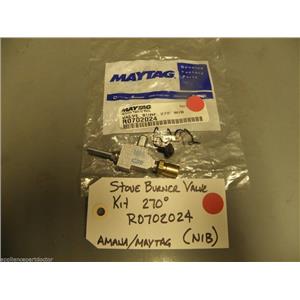 MAYTAG
Genuine
Factory
Parts
MAYTAG
R0702024
STOVE BURNER VALVE
Kit 270°
R0702024
AMANA/MAYTAG (NIB)